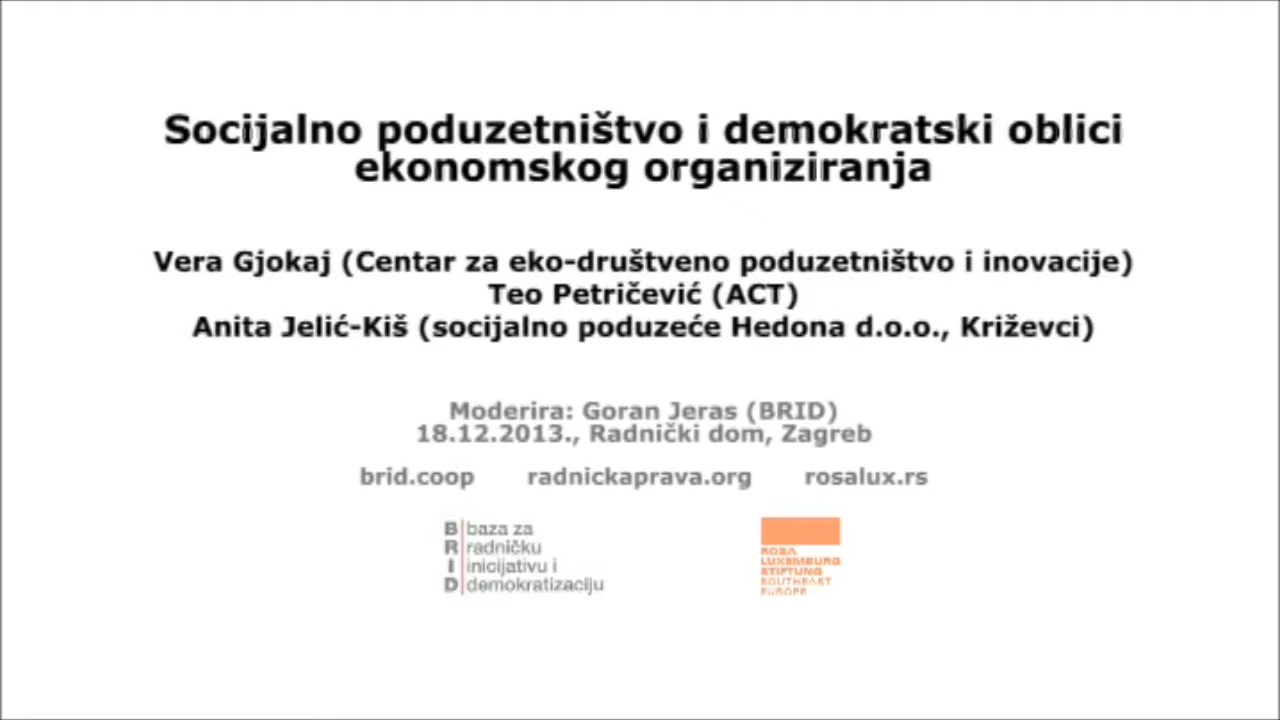 Socijalno poduzetništvo i demokratski oblici
ekonomskog organiziranja
Vera Gjokaj (Centar za eko-društveno poduzetništvo i inovacije)
Teo Petričević (ACT)
Anita Jelić-Kiš (socijalno poduzeće Hedona d.o.o., Križevci)
Moderira: Goran Jeras (BRID)
18.12.2013., Radnički dom, Zagreb
brid.coop radnickaprava.org rosalux.rs
B baza za
R radničku
I inicijativu i
D demokratizaciju
ROSA
LUXEMBURG
STIFTUNG
SOUTHEAST
EUROPE